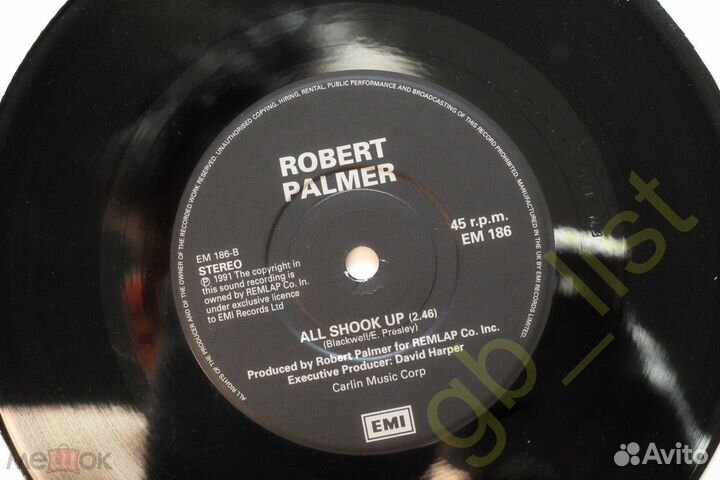 ALL RIGHTS OF THE PRODUCER AND OF THE OWNER OF THE RECORDED WORK RESERVED. UNAUTHORISED COPYING, HIRING, RENTAL, PUBLIC PERFORMANCE AND BROADCASTING OF THIS RECORD PROHIBITED. MANUFACTURED IN THE UK BY EMI RECORDS LIMITED.
ROBERT
PALMER
45 r.p.m.
EM 186
EM 186-B
STEREO
Ⓟ 1991 The copyright in
this sound recording is
owned by REMLAP Co. In.
under exclusive licence
to EMI Records Ltd
ALL SHOOK UP (2.46)
(Blackwell/E. Presley)
Produced by Robert Palmer for REMLAP Co. Inc.
Executive Producer: David Harper
Carlin Music Corp
EMI
gb_list
мешок
Avito